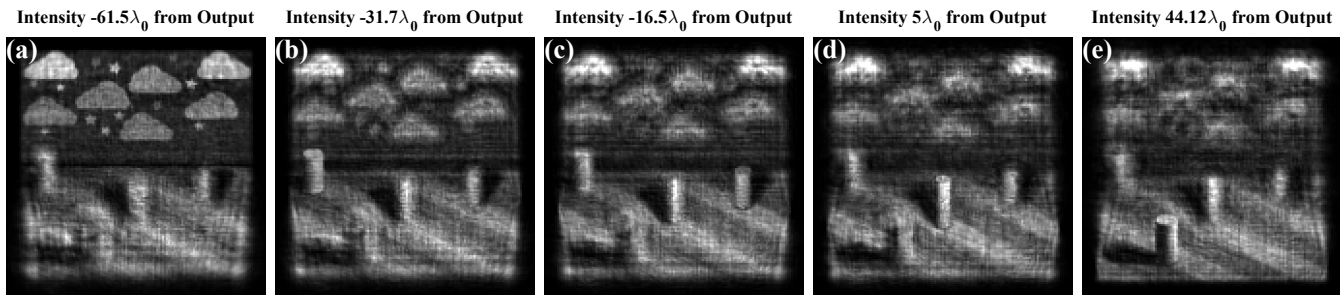 Intensity -61.5λ₀ from Output
Intensity -31.7λ₀ from Output
Intensity -16.5λ₀ from Output
Intensity 5λ₀ from Output
Intensity 44.12λ₀ from Output
(a)
(b)
(c)
(d)
(e)